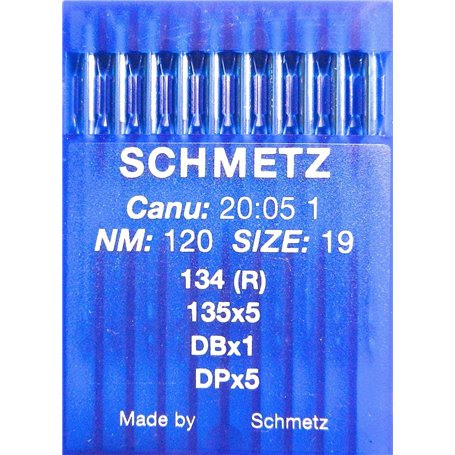 SCHMETZ
Canu: 20:05 1
NM: 120 SIZE: 19
134 (R)
135x5
DBx1
DPx5
Made by Schmetz